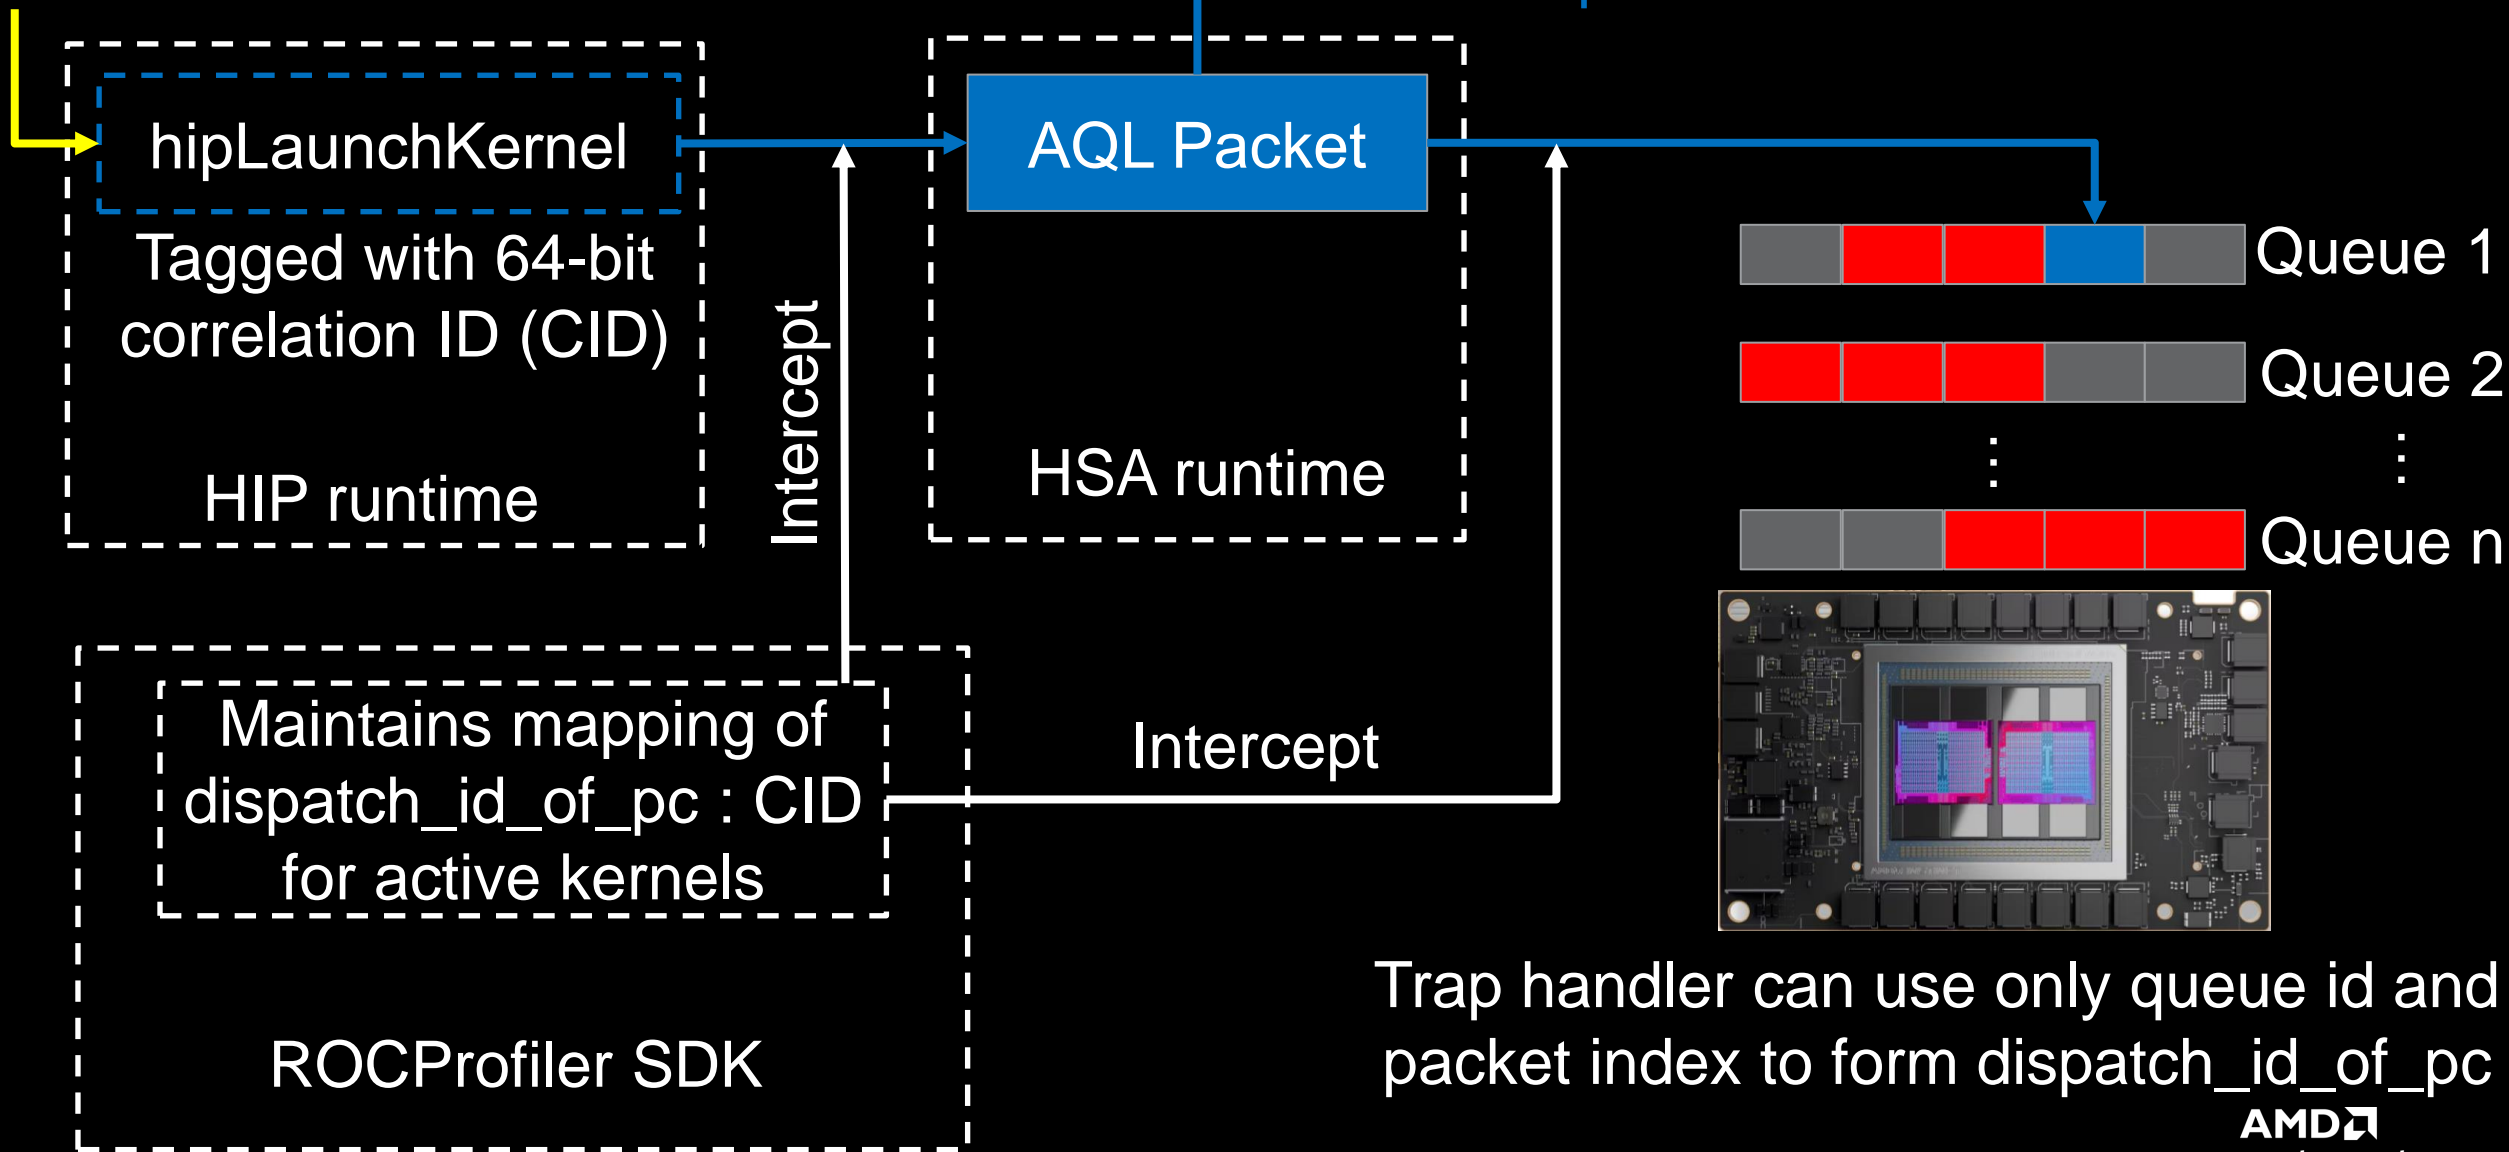 hipLaunchKernel
Tagged with 64-bit
correlation ID (CID)
HIP runtime
Intercept
AQL Packet
HSA runtime
Queue 1
Queue 2
Queue n
Maintains mapping of
dispatch_id_of_pc : CID
for active kernels
ROCProfiler SDK
Intercept
Trap handler can use only queue id and
packet index to form dispatch_id_of_pc
AMD